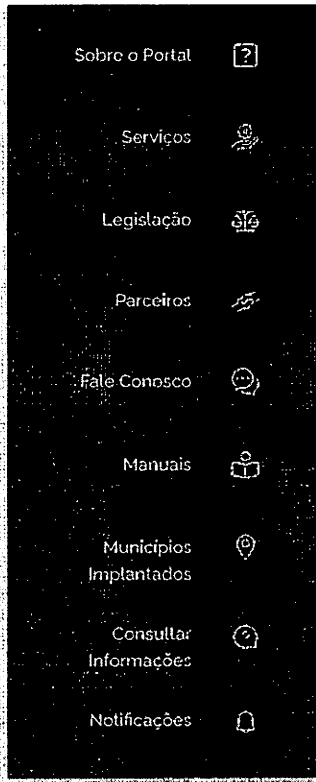 Sobre o Portal
Serviços
Legislação
Parceiros
Fale Conosco
Manuais
Municípios
Implantados
Consultar
Informações
Notificações